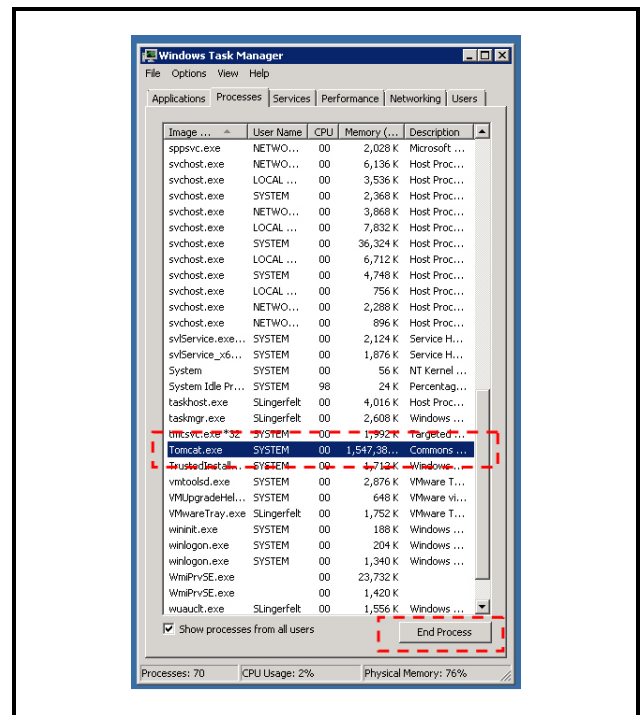 Windows Task Manager
File Options View Help
Applications Processes Services Performance Networking Users
Image ... User Name CPU Memory (... Description
sppsvc.exe NETWO... 00 2,028 K Microsoft ...
svchost.exe NETWO... 00 6,136 K Host Proc...
svchost.exe LOCAL ... 00 3,536 K Host Proc...
svchost.exe SYSTEM 00 2,368 K Host Proc...
svchost.exe NETWO... 00 3,868 K Host Proc...
svchost.exe LOCAL ... 00 7,832 K Host Proc...
svchost.exe SYSTEM 00 36,324 K Host Proc...
svchost.exe LOCAL ... 00 6,712 K Host Proc...
svchost.exe SYSTEM 00 4,748 K Host Proc...
svchost.exe LOCAL ... 00 756 K Host Proc...
svchost.exe NETWO... 00 2,288 K Host Proc...
svchost.exe NETWO... 00 896 K Host Proc...
svlService.exe... SYSTEM 00 2,124 K Service H...
svlService_x6... SYSTEM 00 1,876 K Service H...
System SYSTEM 00 56 K NT Kernel ...
System Idle Pr... SYSTEM 98 24 K Percentag...
taskhost.exe SLingerfelt 00 4,016 K Host Proc...
taskmgr.exe SLingerfelt 00 2,608 K Windows ...
tmtsvc.exe *32 SYSTEM 00 1,992 K Targeted ...
Tomcat.exe SYSTEM 00 1,547,38... Commons ...
TrustedInstall... SYSTEM 00 1,712 K Windows ...
vmtoolsd.exe SYSTEM 00 2,876 K VMware T...
VMUpgradeHel... SYSTEM 00 648 K VMware vi...
VMwareTray.exe SLingerfelt 00 1,752 K VMware T...
wininit.exe SYSTEM 00 188 K Windows ...
winlogon.exe SYSTEM 00 204 K Windows ...
winlogon.exe SYSTEM 00 1,340 K Windows ...
WmiPrvSE.exe 00 23,732 K
WmiPrvSE.exe 00 1,420 K
wuauclt.exe SLingerfelt 00 1,556 K Windows ...
Show processes from all users End Process
Processes: 70 CPU Usage: 2% Physical Memory: 76%